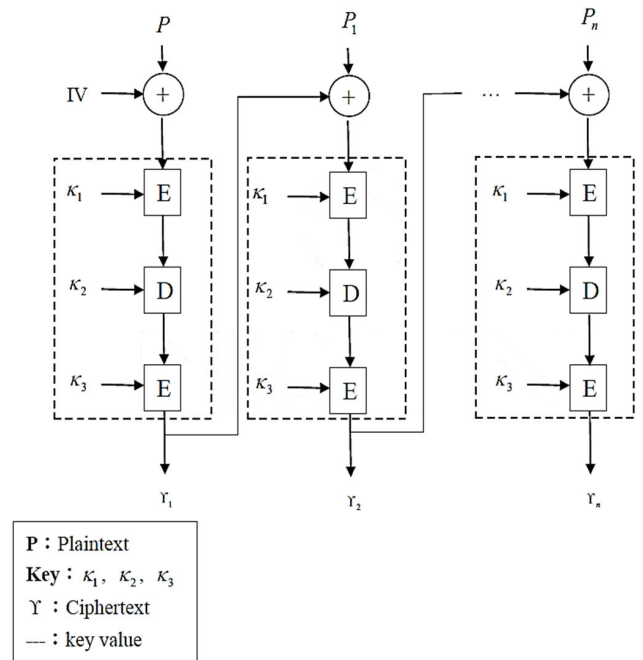 P P₁ Pₙ
IV + + ... +
κ₁ E κ₁ E κ₁ E
κ₂ D κ₂ D κ₂ D
κ₃ E κ₃ E κ₃ E
ϒ₁ ϒ₂ ϒₙ
P：Plaintext
Key：κ₁, κ₂, κ₃
ϒ：Ciphertext
---：key value